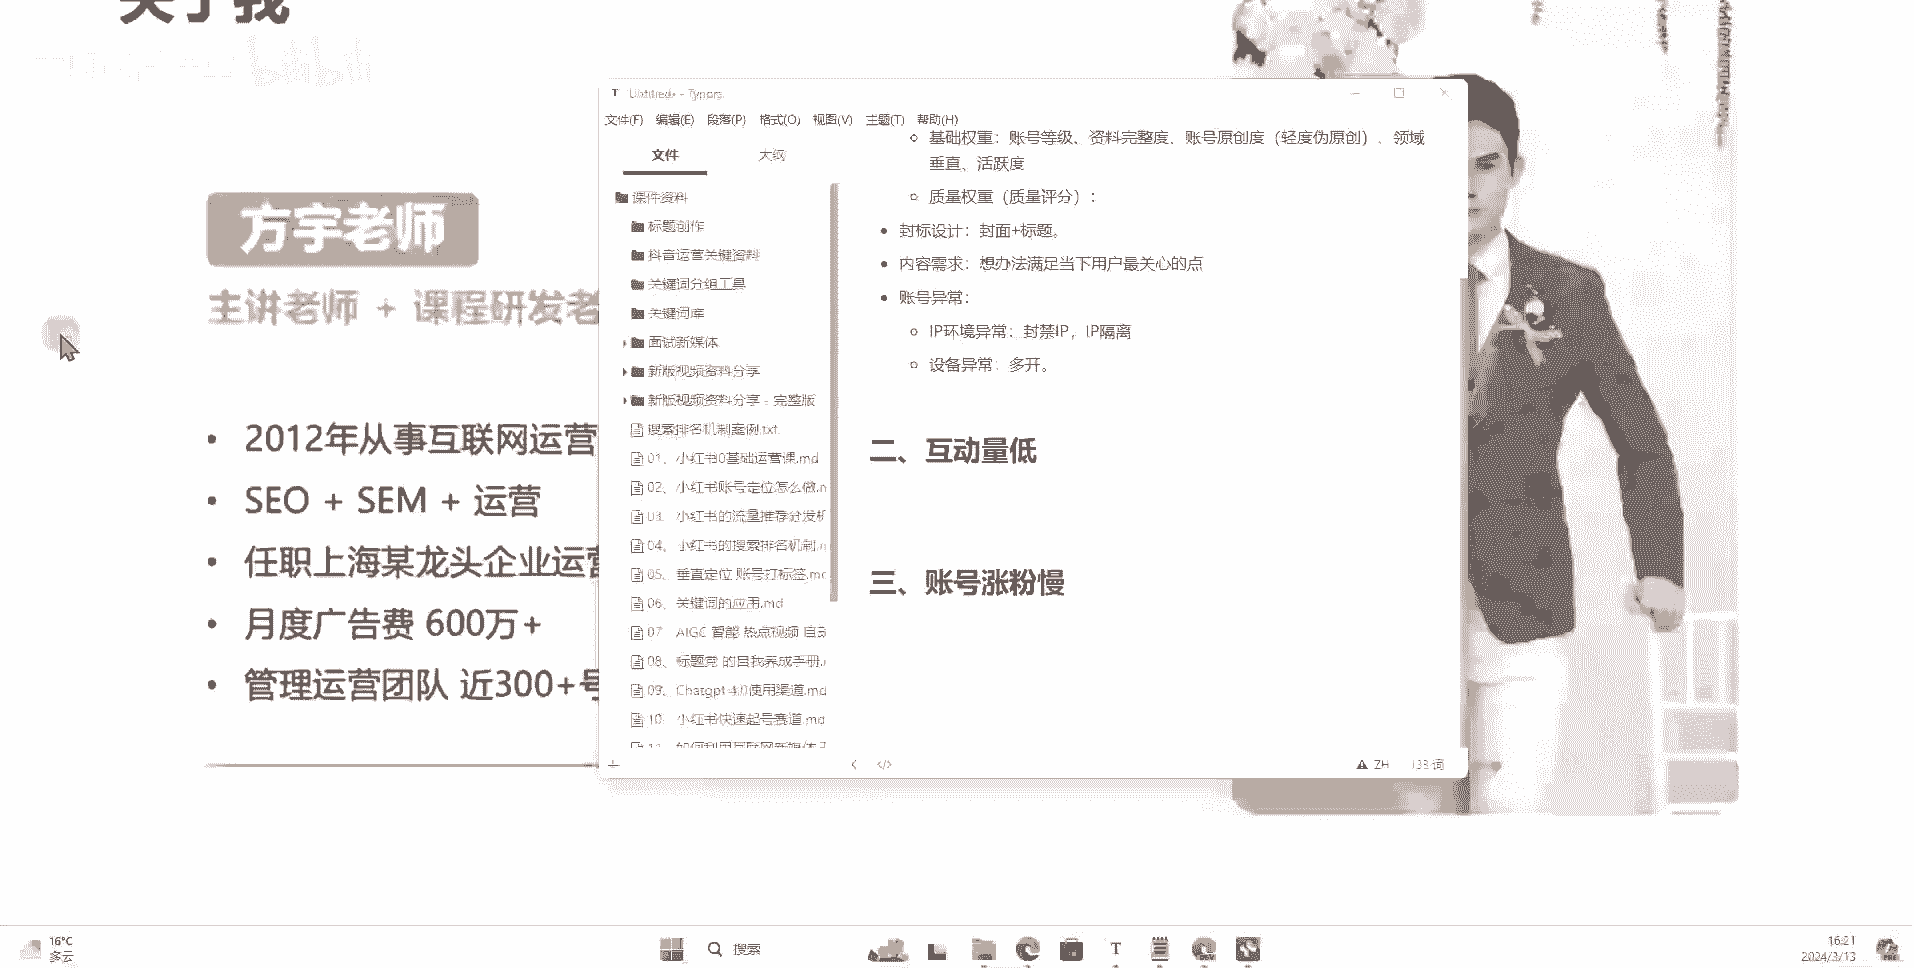 关于我
bilibili
方宇老师
主讲老师 + 课程研发老
2012年从事互联网运营
SEO + SEM + 运营
任职上海某龙头企业运营
月度广告费 600万+
管理运营团队 近300+号
Untitled - Typora
文件(F) 编辑(E) 段落(P) 格式(O) 视图(V) 主题(T) 帮助(H)
文件 大纲
课件资料
标题创作
抖音运营关键资料
关键词分组工具
关键词库
面试新媒体
新版视频资料分享
新版视频资料分享 - 完整版
搜索排名机制案例.txt
01、小红书0基础运营课.md
02、小红书账号定位怎么做.n
03、小红书的流量推荐分发机
04、小红书的搜索排名机制.n
05、垂直定位 账号打标签.mc
06、关键词的应用.md
07、AIGC 智能 热点视频 自动
08、标题党 的自我养成手册.r
09、Chatgpt 4.0使用渠道.md
10、小红书快速起号赛道.md
基础权重：账号等级、资料完整度、账号原创度（轻度伪原创）、领域
垂直、活跃度
质量权重（质量评分）：
封标设计：封面+标题。
内容需求：想办法满足当下用户最关心的点
账号异常：
IP环境异常：封禁IP，IP隔离
设备异常：多开。
二、互动量低
三、账号涨粉慢
ZH 133 词
16°C
多云
搜索
16:21
2024/3/13